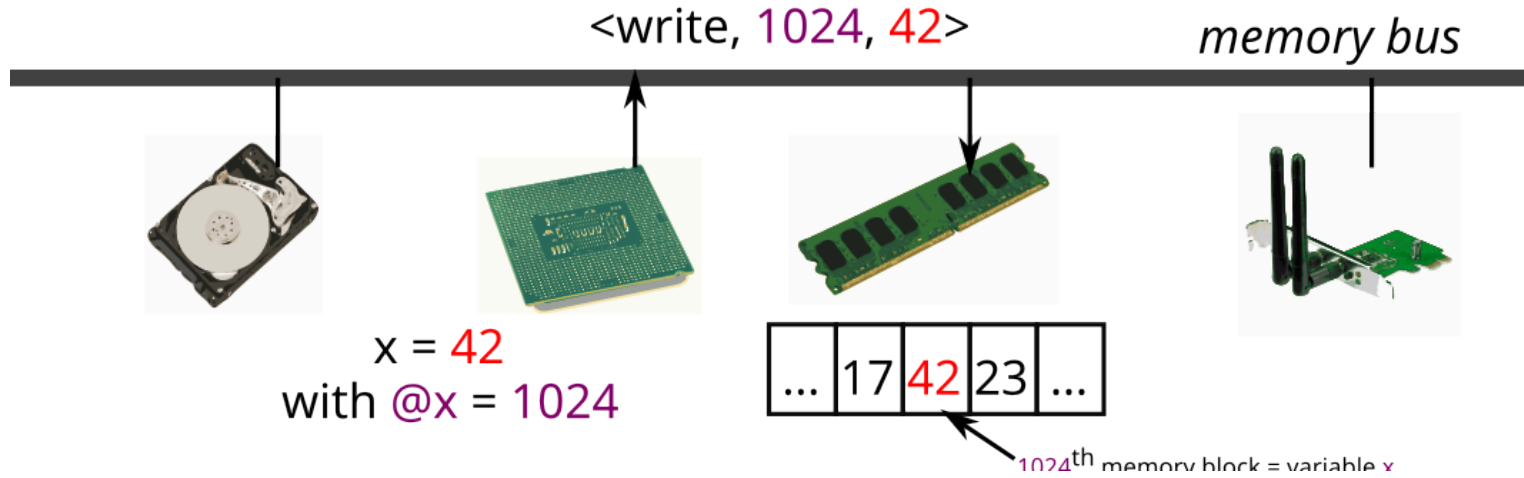 <write, 1024, 42>
memory bus
x = 42
with @x = 1024
... 17 42 23 ...
1024th memory block = variable x